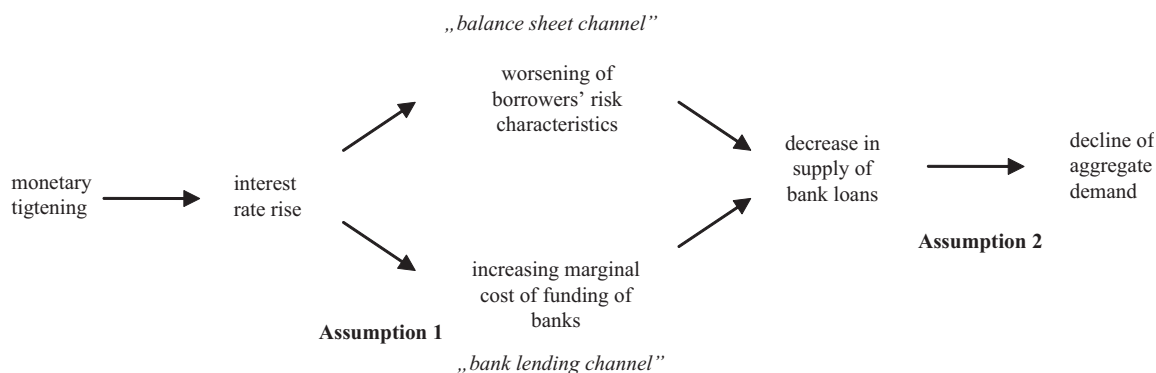 „balance sheet channel”
worsening of
borrowers’ risk
characteristics
monetary
tigtening
interest
rate rise
decrease in
supply of
bank loans
decline of
aggregate
demand
Assumption 2
increasing marginal
cost of funding of
banks
Assumption 1
„bank lending channel”